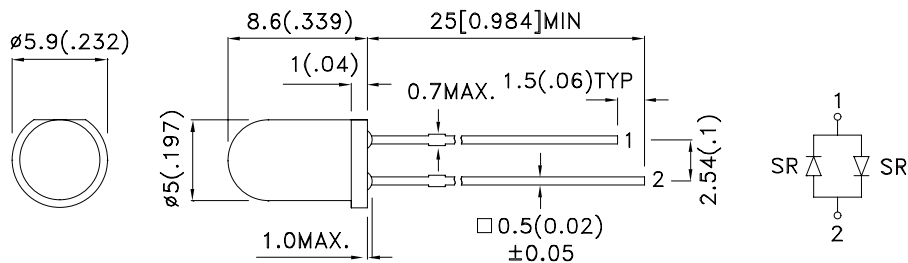 8.6(.339)
25[0.984]MIN
ø5.9(.232)
1(.04)
0.7MAX.
1.5(.06)TYP
1
ø5(.197)
2
2.54(.1)
1.0MAX.
□0.5(0.02)
±0.05
1
SR
SR
2